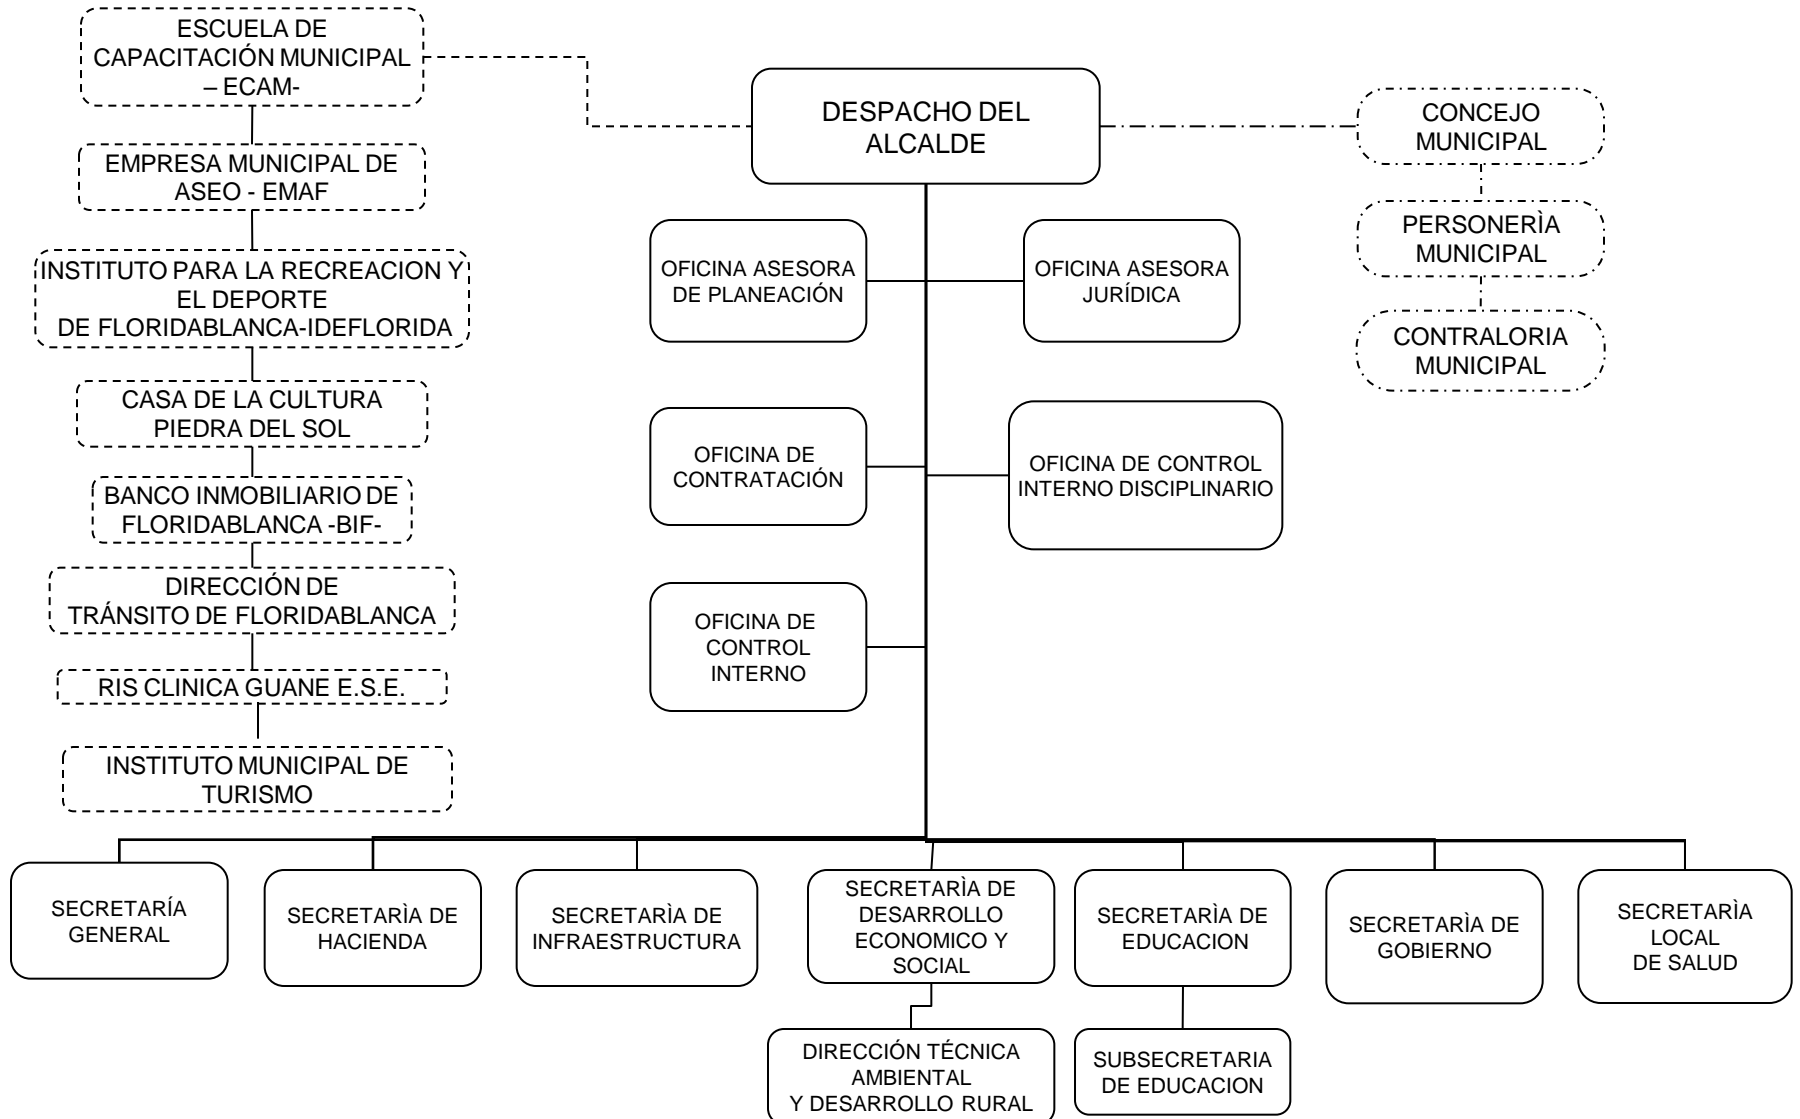 ESCUELA DE
CAPACITACIÓN MUNICIPAL
– ECAM-
EMPRESA MUNICIPAL DE
ASEO - EMAF
INSTITUTO PARA LA RECREACION Y
EL DEPORTE
DE FLORIDABLANCA-IDEFLORIDA
CASA DE LA CULTURA
PIEDRA DEL SOL
BANCO INMOBILIARIO DE
FLORIDABLANCA -BIF-
DIRECCIÓN DE
TRÁNSITO DE FLORIDABLANCA
RIS CLINICA GUANE E.S.E.
INSTITUTO MUNICIPAL DE
TURISMO
DESPACHO DEL
ALCALDE
CONCEJO
MUNICIPAL
PERSONERÌA
MUNICIPAL
CONTRALORIA
MUNICIPAL
OFICINA ASESORA
DE PLANEACIÓN
OFICINA ASESORA
JURÍDICA
OFICINA DE
CONTRATACIÓN
OFICINA DE CONTROL
INTERNO DISCIPLINARIO
OFICINA DE
CONTROL
INTERNO
SECRETARÍA
GENERAL
SECRETARÌA DE
HACIENDA
SECRETARÌA DE
INFRAESTRUCTURA
SECRETARÌA DE
DESARROLLO
ECONOMICO Y
SOCIAL
SECRETARÌA DE
EDUCACION
SECRETARÌA DE
GOBIERNO
SECRETARÌA
LOCAL
DE SALUD
DIRECCIÓN TÉCNICA
AMBIENTAL
Y DESARROLLO RURAL
SUBSECRETARIA
DE EDUCACION